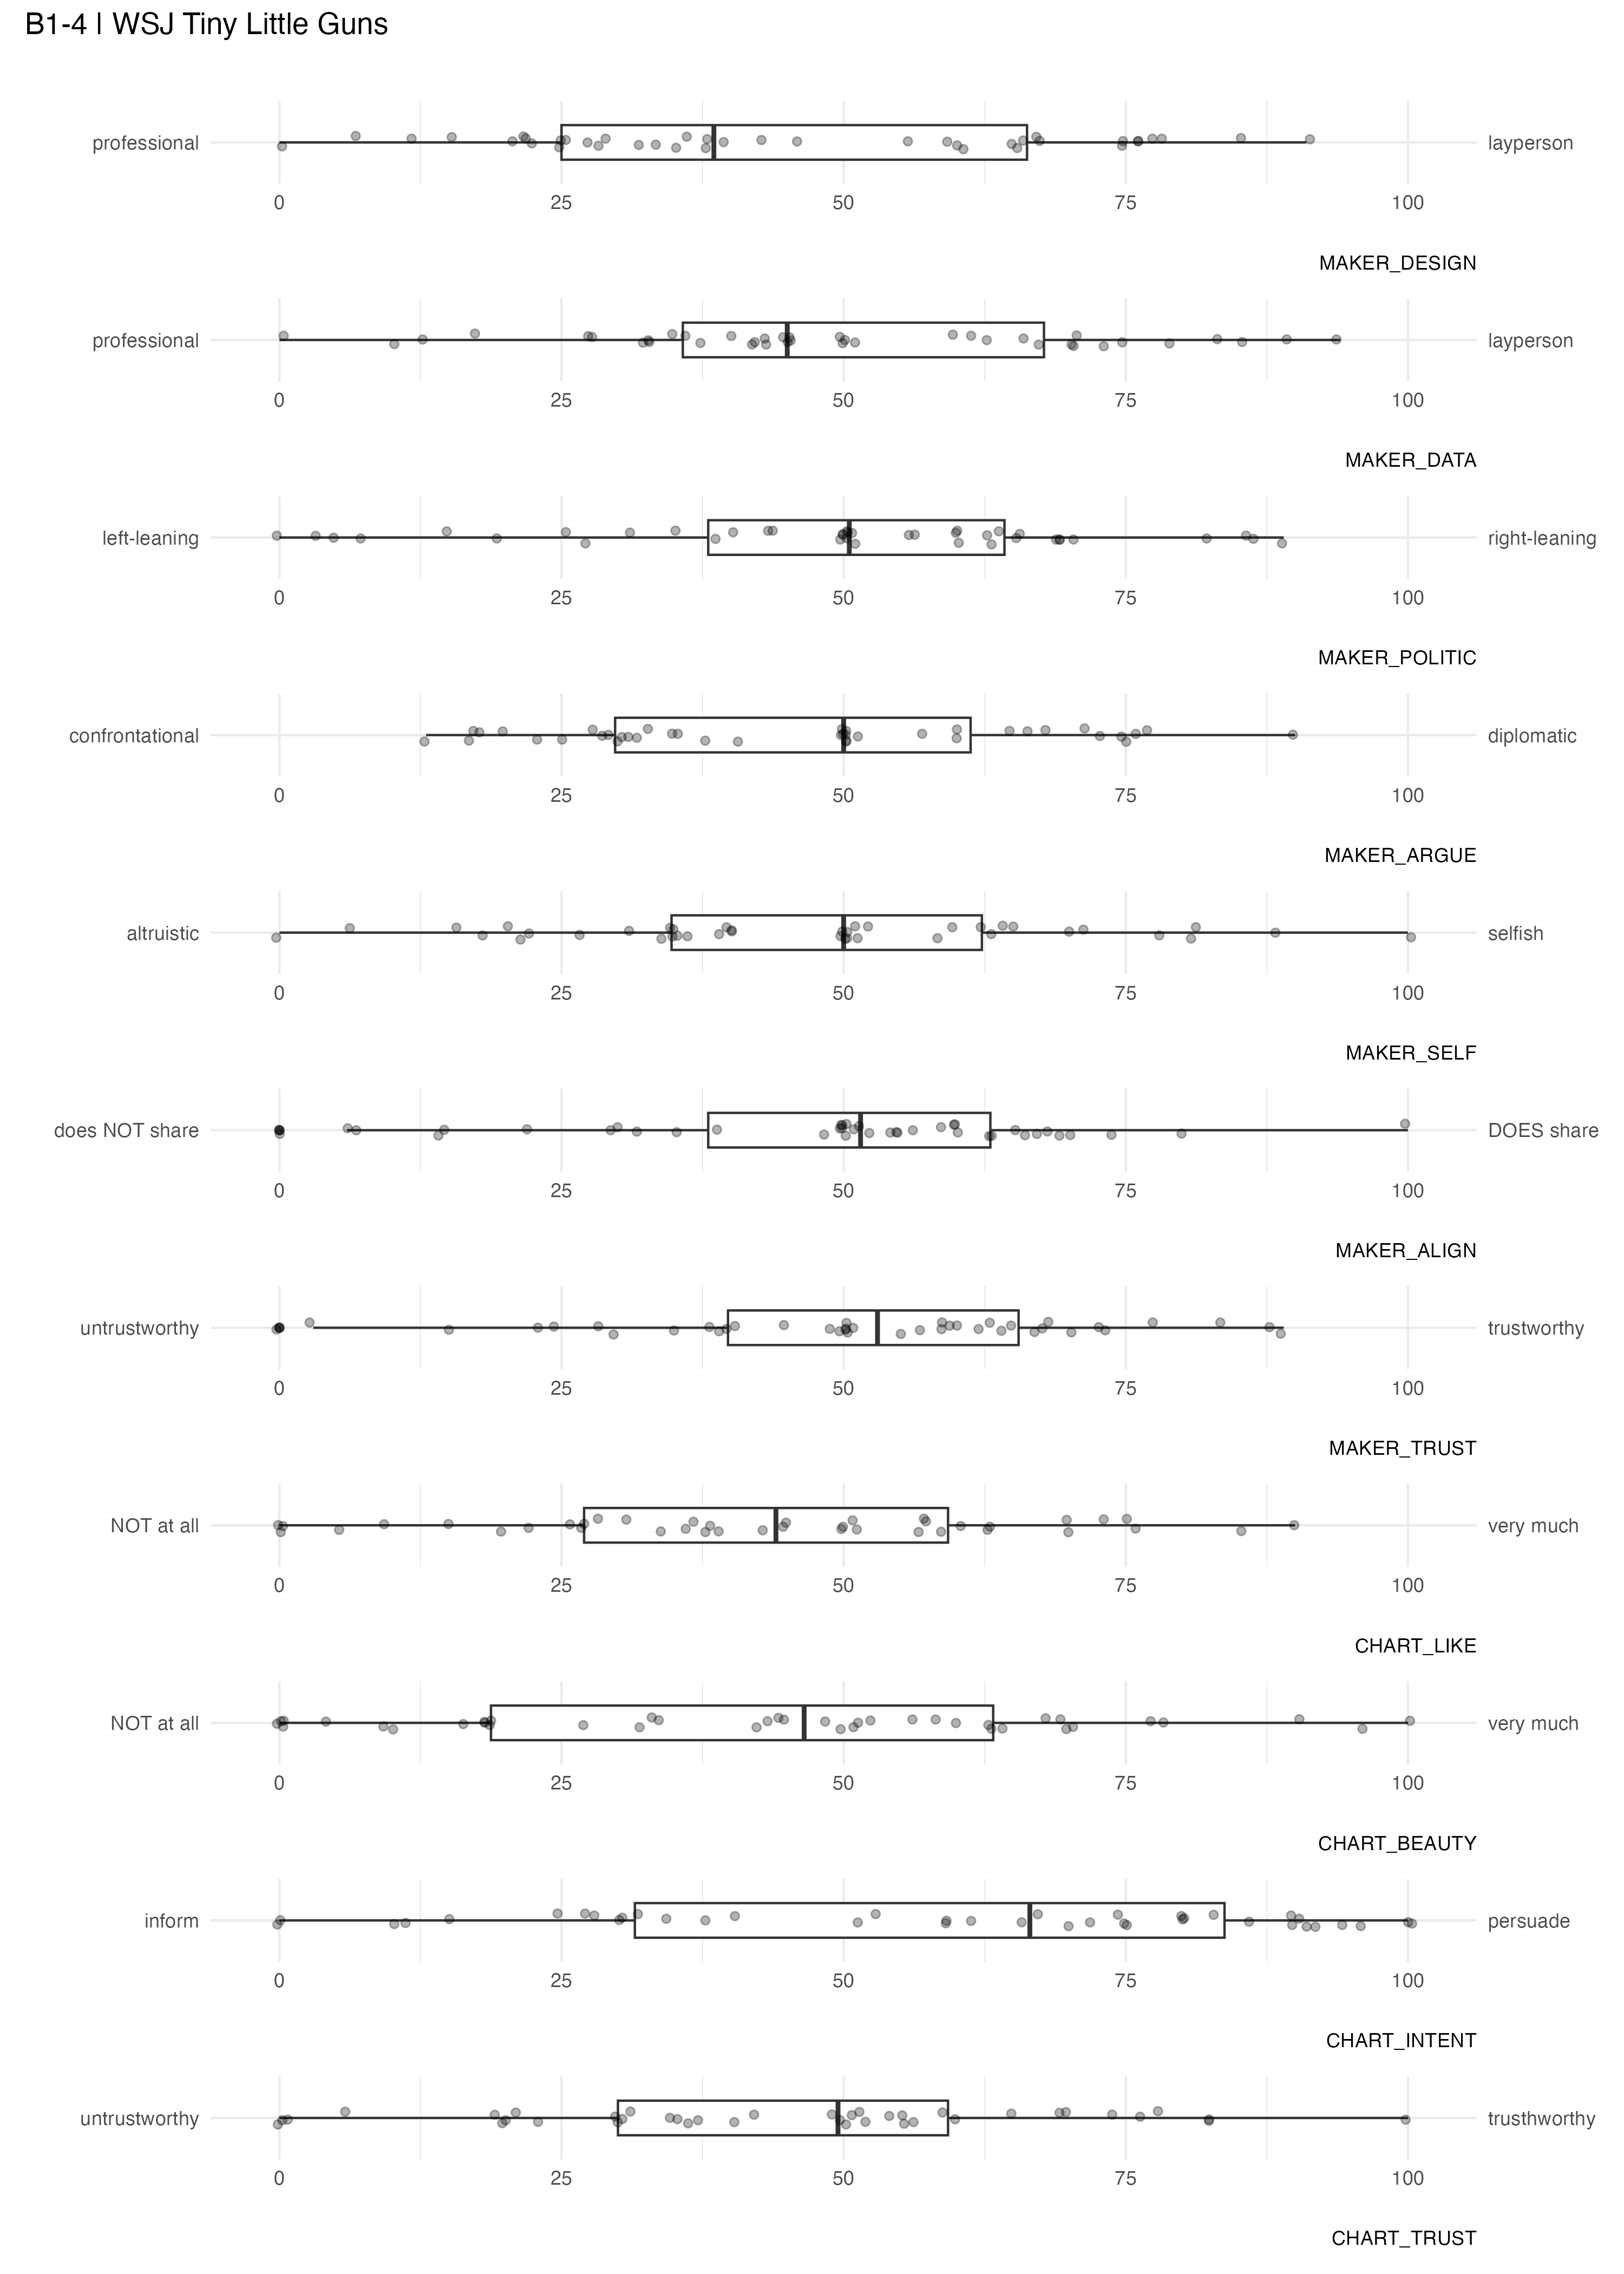 B1-4 | WSJ Tiny Little Guns
professional layperson
0 25 50 75 100
MAKER_DESIGN
professional layperson
0 25 50 75 100
MAKER_DATA
left-leaning right-leaning
0 25 50 75 100
MAKER_POLITIC
confrontational diplomatic
0 25 50 75 100
MAKER_ARGUE
altruistic selfish
0 25 50 75 100
MAKER_SELF
does NOT share DOES share
0 25 50 75 100
MAKER_ALIGN
untrustworthy trustworthy
0 25 50 75 100
MAKER_TRUST
NOT at all very much
0 25 50 75 100
CHART_LIKE
NOT at all very much
0 25 50 75 100
CHART_BEAUTY
inform persuade
0 25 50 75 100
CHART_INTENT
untrustworthy trusthworthy
0 25 50 75 100
CHART_TRUST